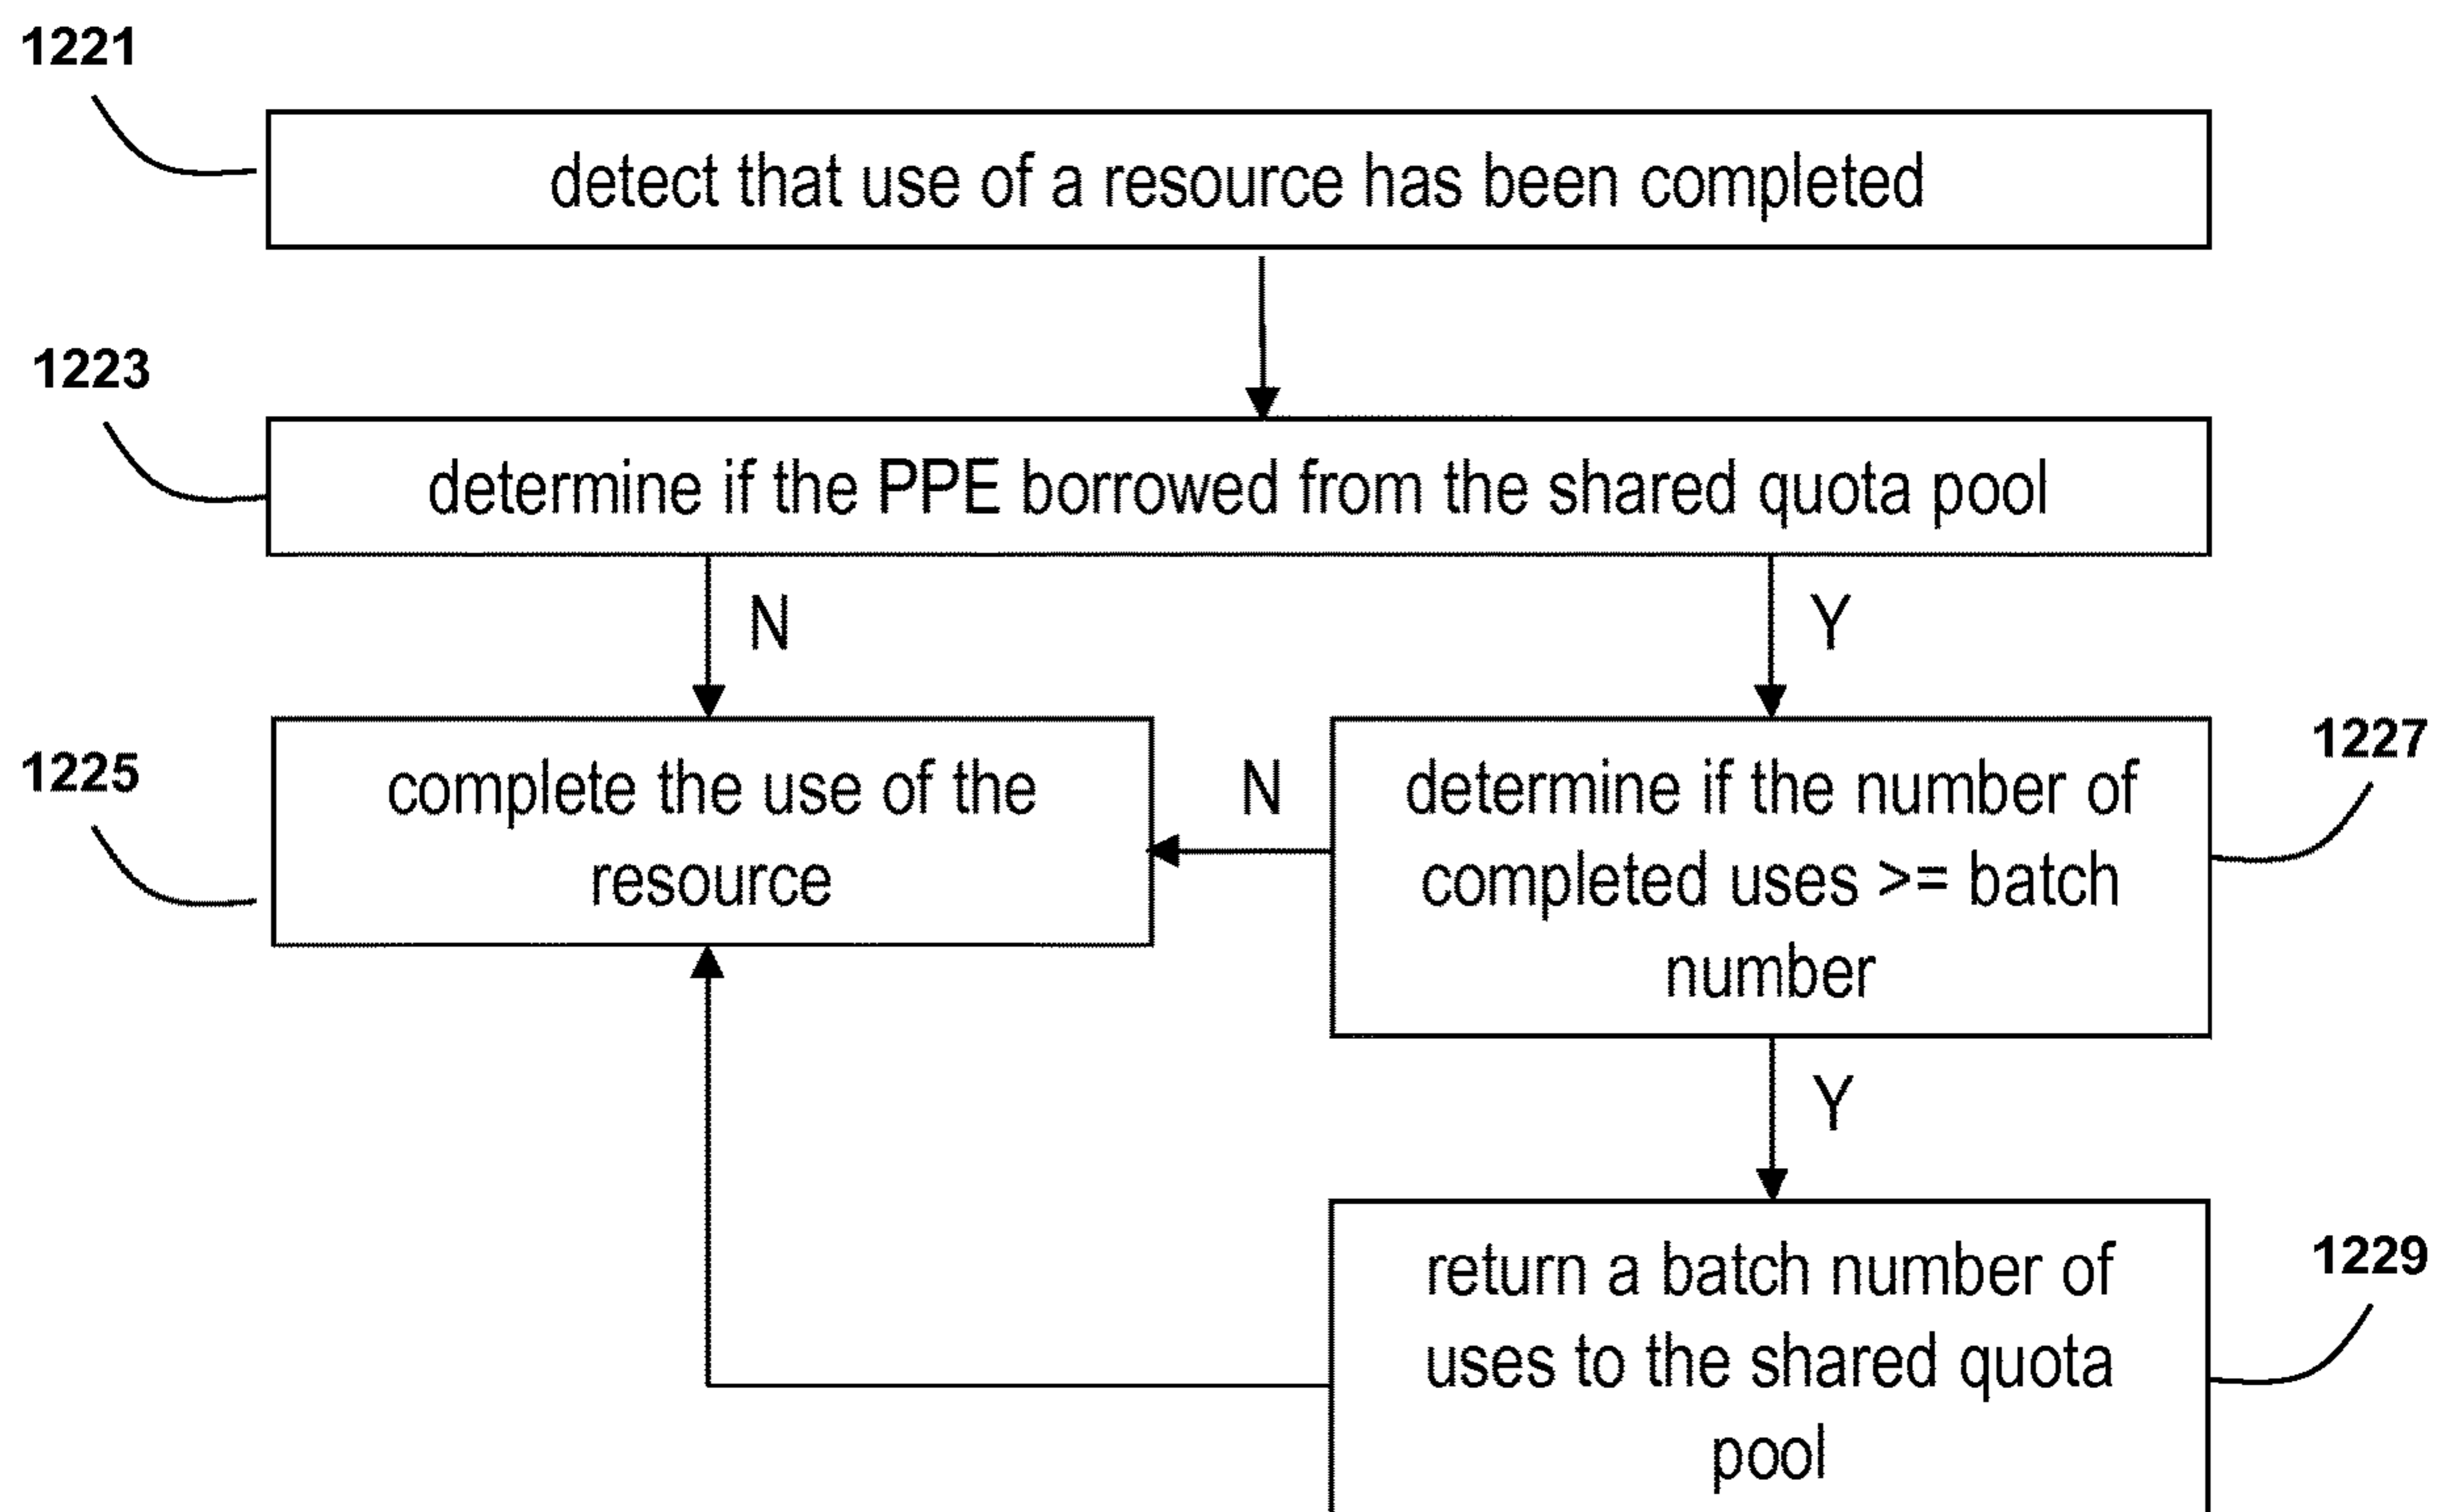 1221
detect that use of a resource has been completed
1223
determine if the PPE borrowed from the shared quota pool
N
Y
1225
complete the use of the
resource
N
determine if the number of
completed uses >= batch
number
1227
Y
return a batch number of
uses to the shared quota
pool
1229